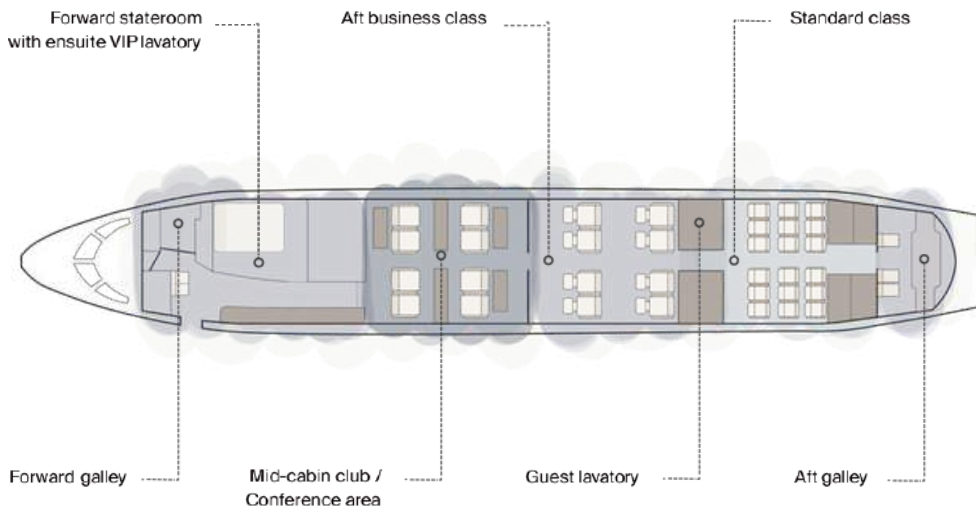 Forward stateroom
with ensuite VIP lavatory
Aft business class
Standard class
Forward galley
Mid-cabin club /
Conference area
Guest lavatory
Aft galley